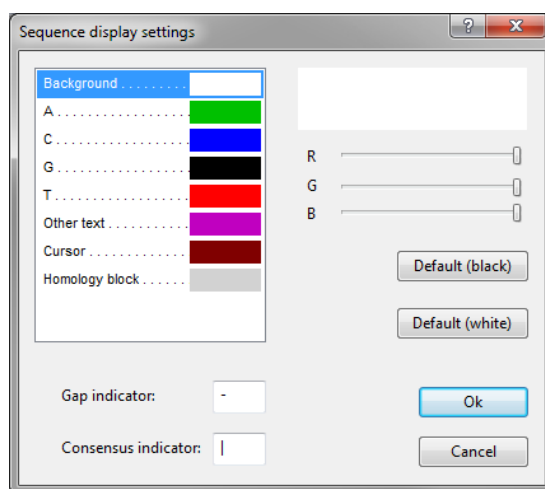 Sequence display settings
?
X
Background . . . . . . . . .
A . . . . . . . . . . . . . . . . . .
C . . . . . . . . . . . . . . . . . .
G . . . . . . . . . . . . . . . . . .
T . . . . . . . . . . . . . . . . . .
Other text . . . . . . . . . . .
Cursor . . . . . . . . . . . . .
Homology block . . . . . .
R
G
B
Default (black)
Default (white)
Gap indicator: -
Ok
Consensus indicator: |
Cancel